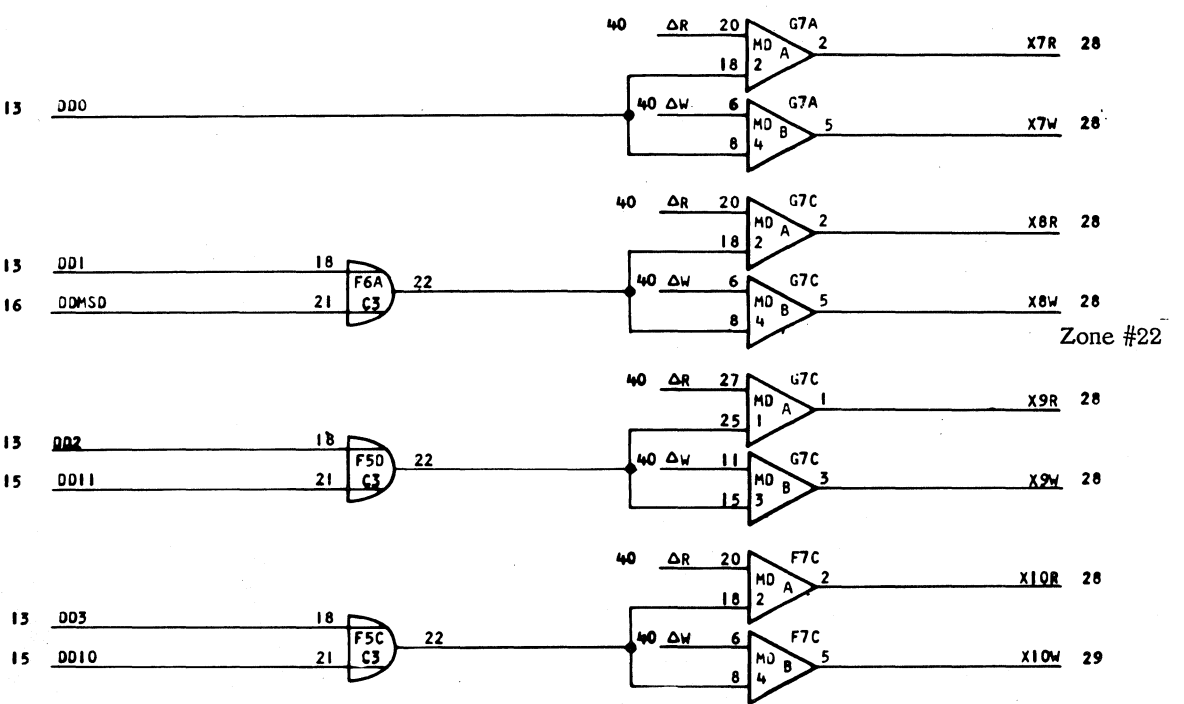 40 ΔR 20 G7A
MD A 2 X7R 28
18 2
13 DD0 40 ΔW 6 G7A
MD B 5 X7W 28
8 4
40 ΔR 20 G7C
MD A 2 X8R 28
18 2
13 DD1 18 F6A 22 40 ΔW 6 G7C
16 DDMSD 21 C3 MD B 5 X8W 28
8 4
Zone #22
40 ΔR 27 G7C
MD A 1 X9R 28
25 1
13 DD2 18 F5D 22 40 ΔW 11 G7C
15 DD11 21 C3 MD B 3 X9W 28
15 3
40 ΔR 20 F7C
MD A 2 X10R 28
18 2
13 DD3 18 F5C 22 40 ΔW 6 F7C
15 DD10 21 C3 MD B 5 X10W 29
8 4